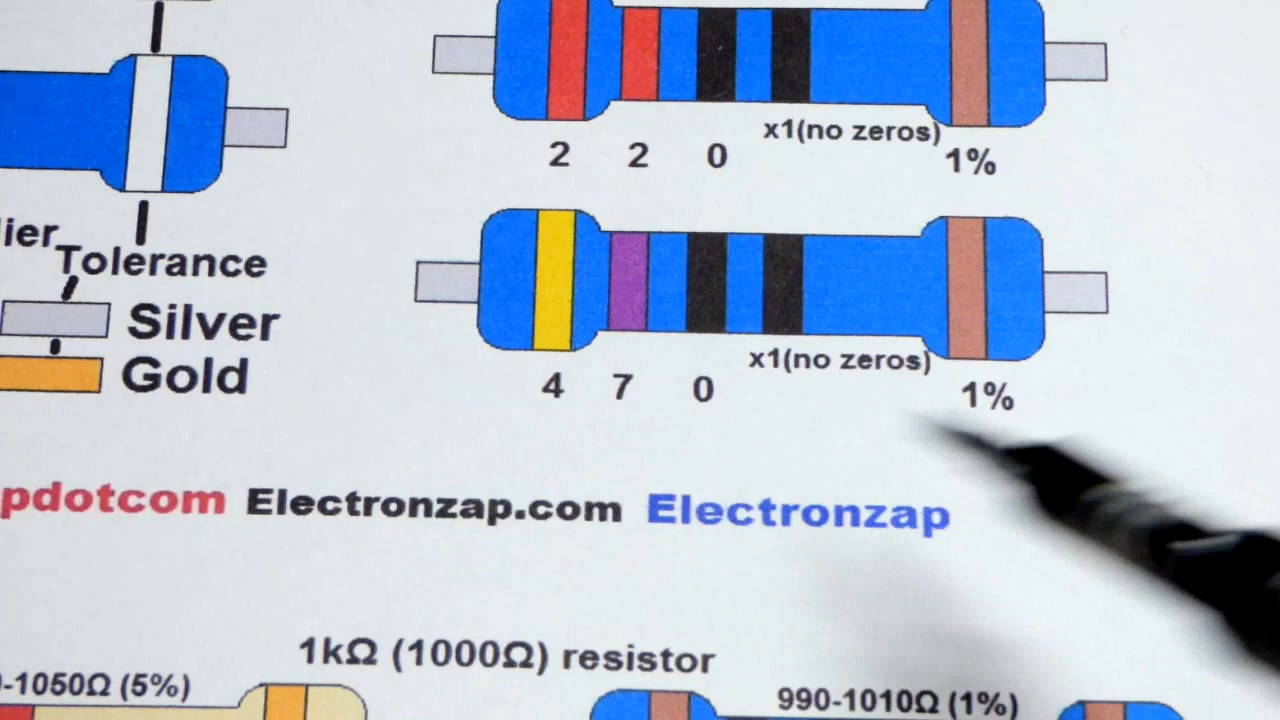 x1(no zeros)
2 2 0 1%
lier
Tolerance
Silver
Gold
x1(no zeros)
4 7 0 1%
pdotcom Electronzap.com Electronzap
1kΩ (1000Ω) resistor
-1050Ω (5%)
990-1010Ω (1%)